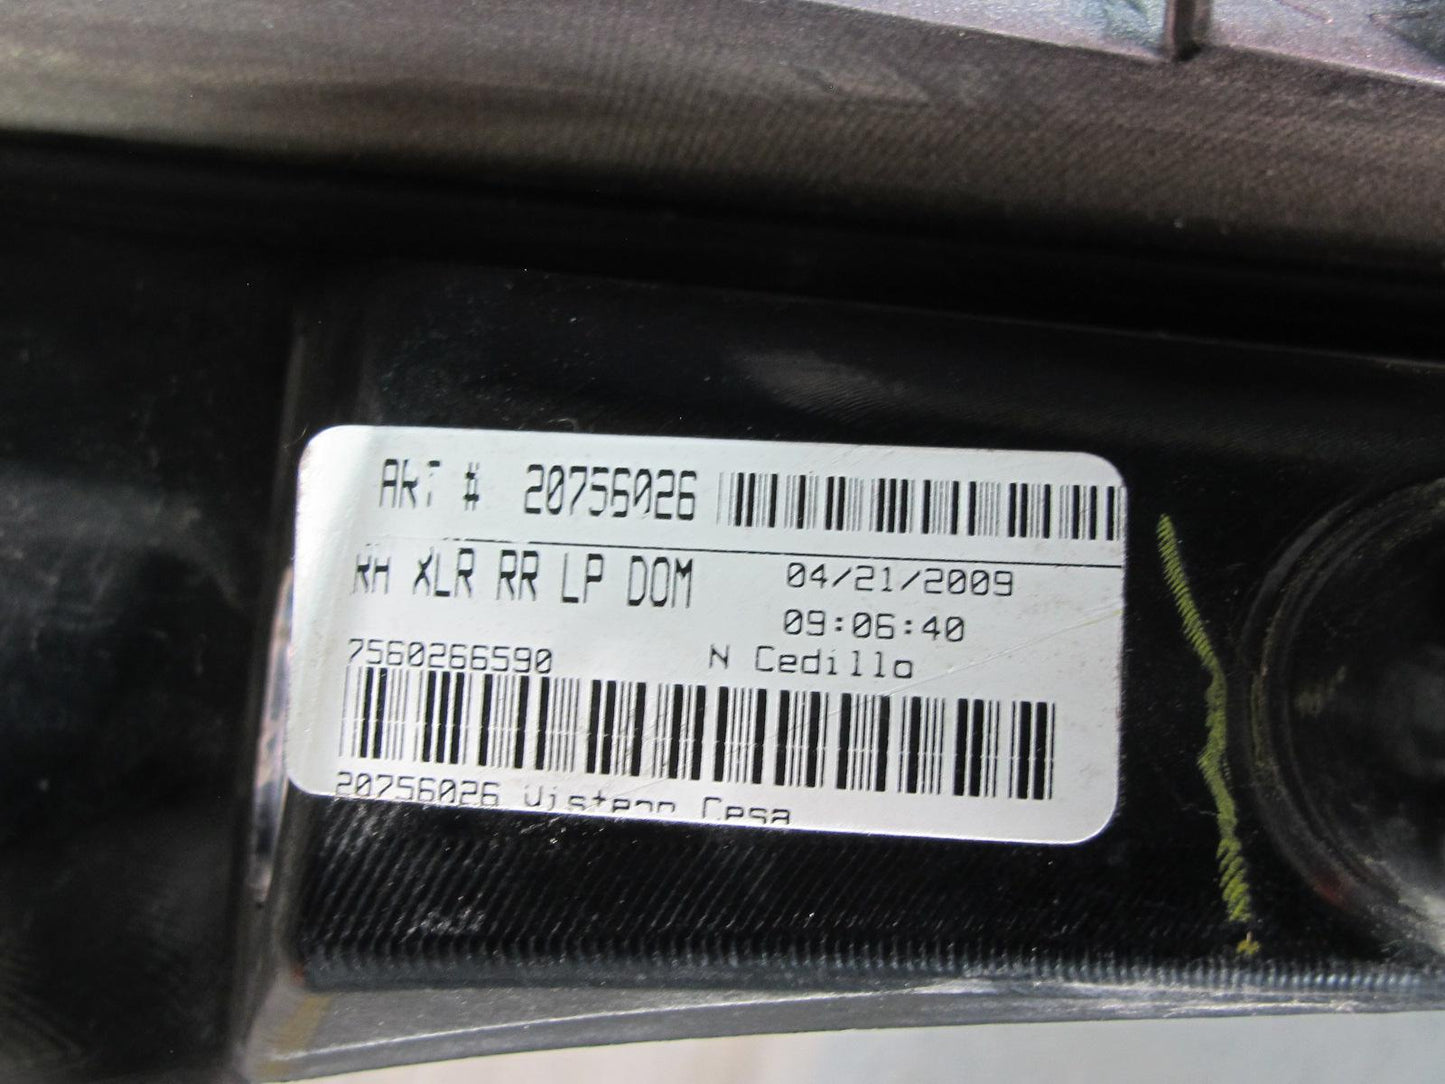 ART # 20756026
RH XLR RR LP DOM 04/21/2009
09:06:40
7560266590 N Cedillo
20756026 Visteon Cesa